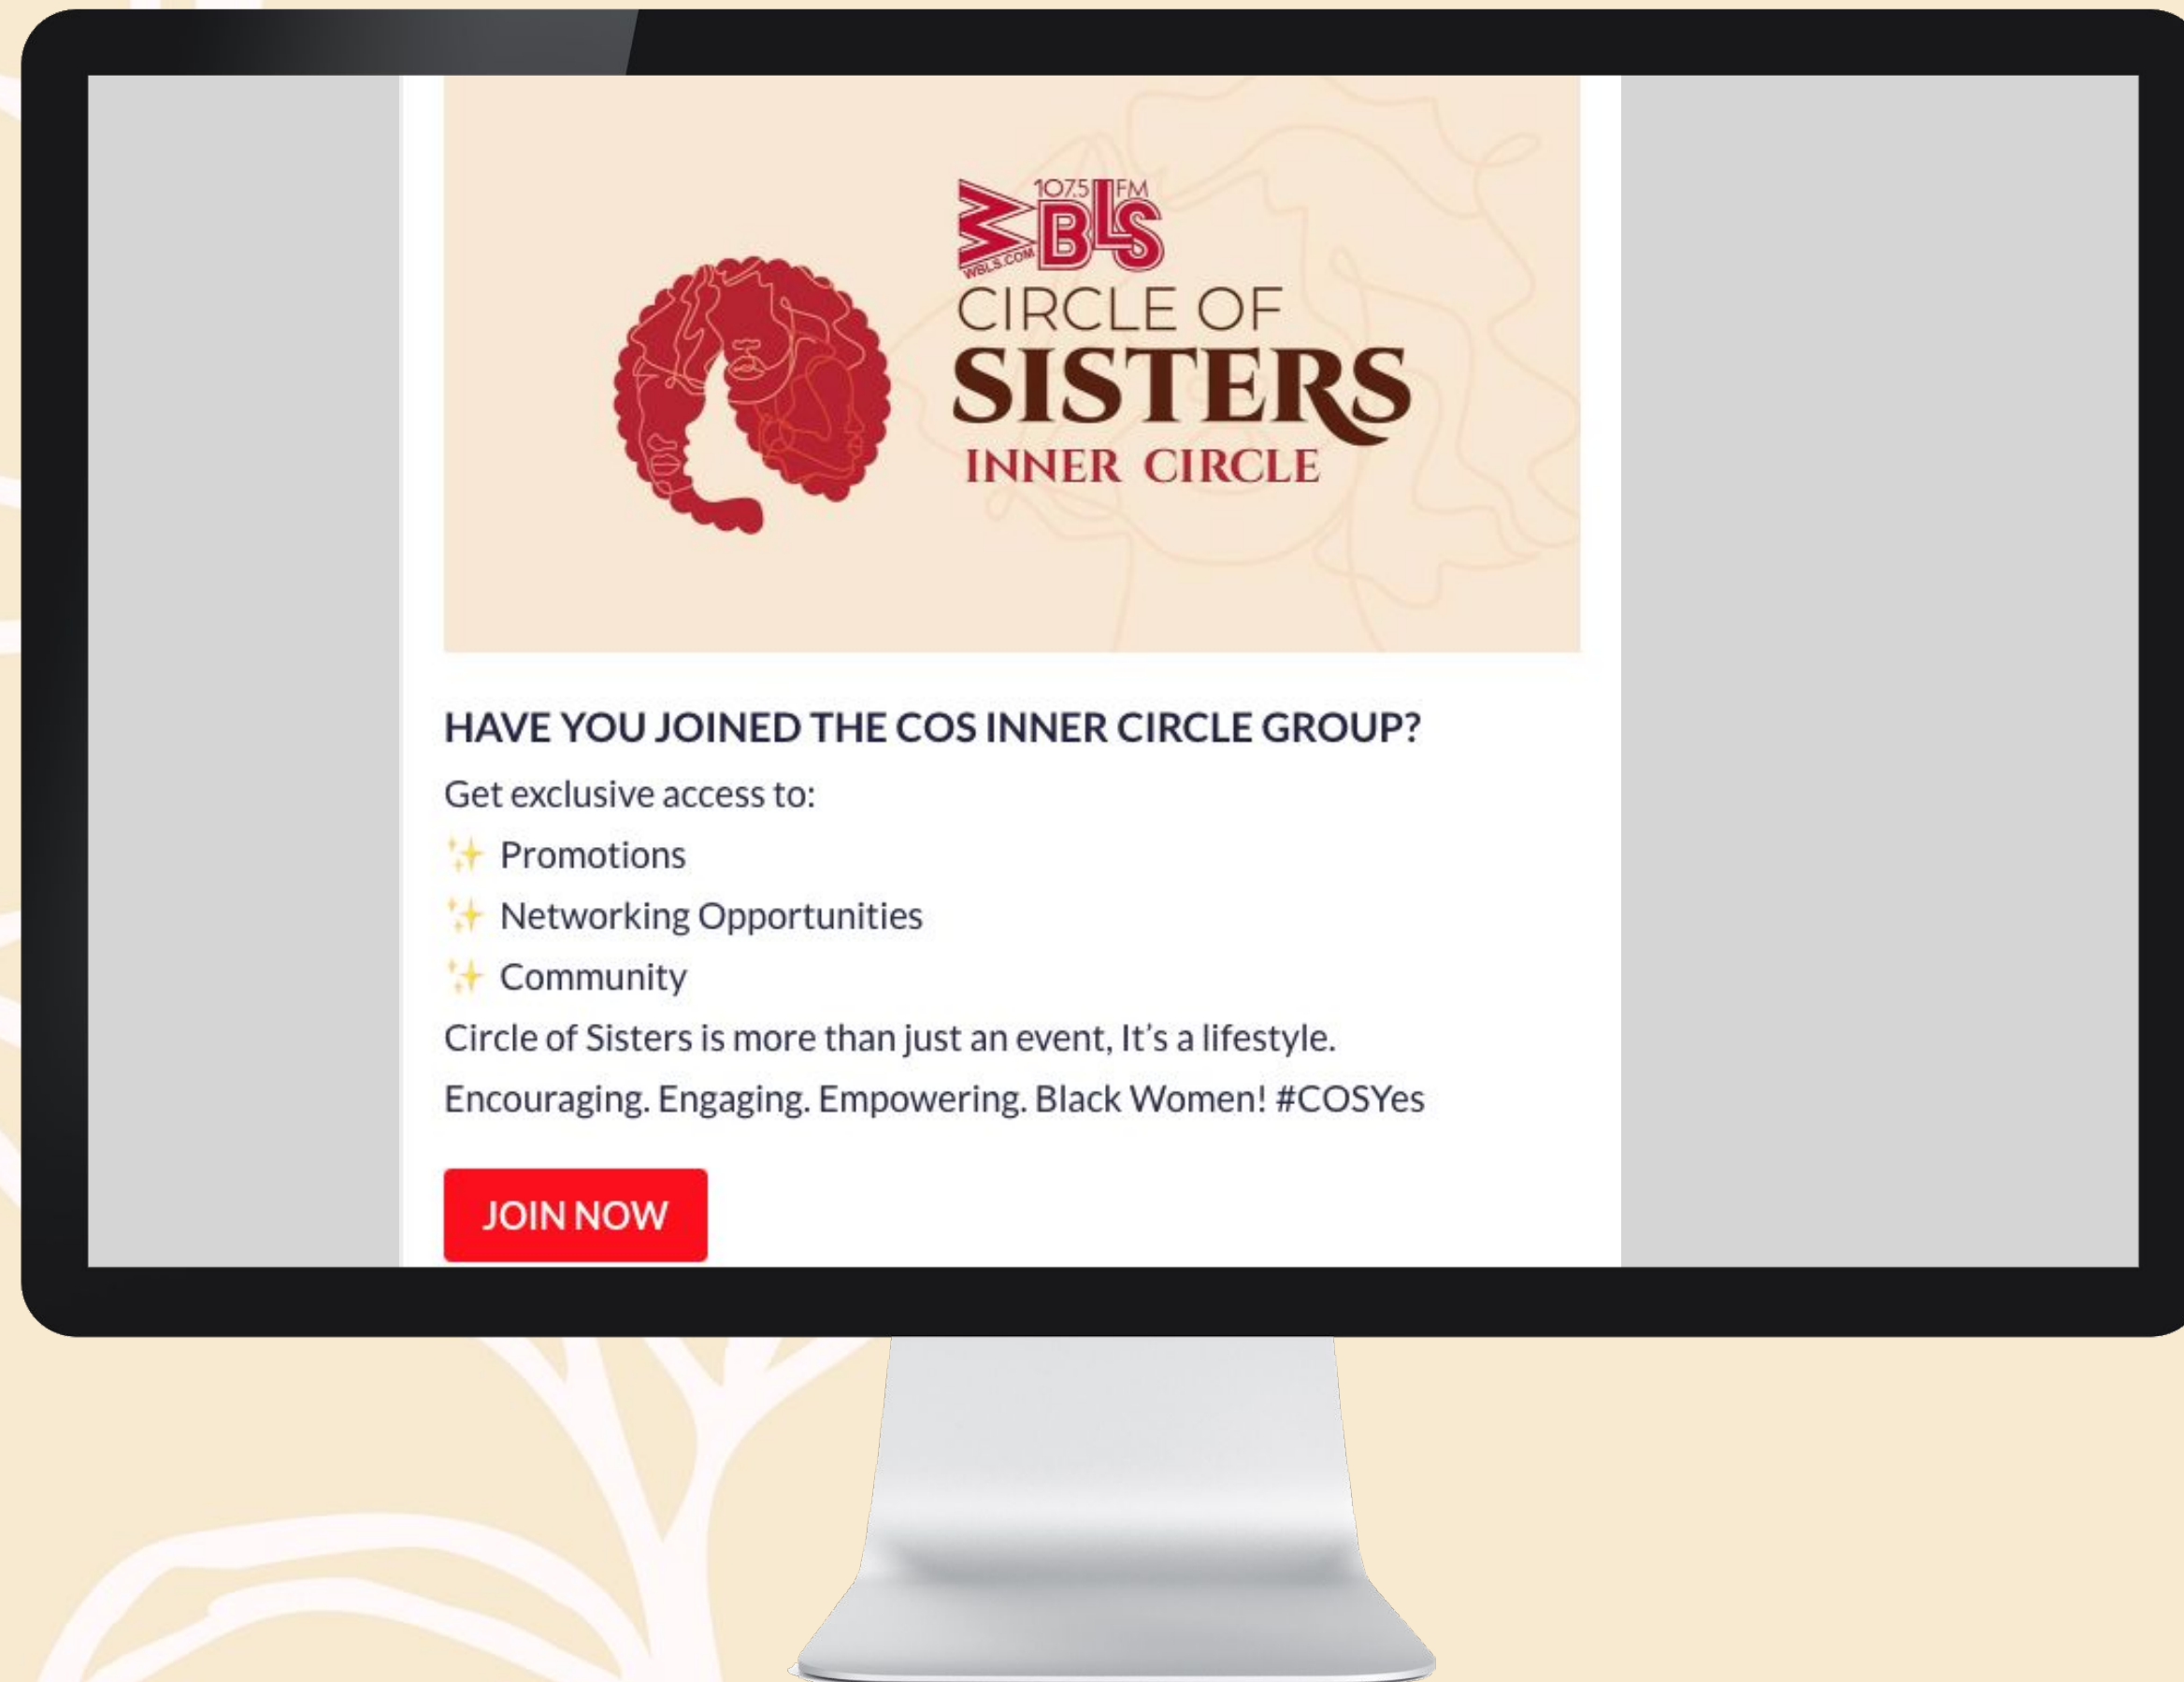 107.5 FM
WBLS
WBLS.COM
CIRCLE OF
SISTERS
INNER CIRCLE
HAVE YOU JOINED THE COS INNER CIRCLE GROUP?
Get exclusive access to:
✨ Promotions
✨ Networking Opportunities
✨ Community
Circle of Sisters is more than just an event, It’s a lifestyle.
Encouraging. Engaging. Empowering. Black Women! #COSYes
JOIN NOW